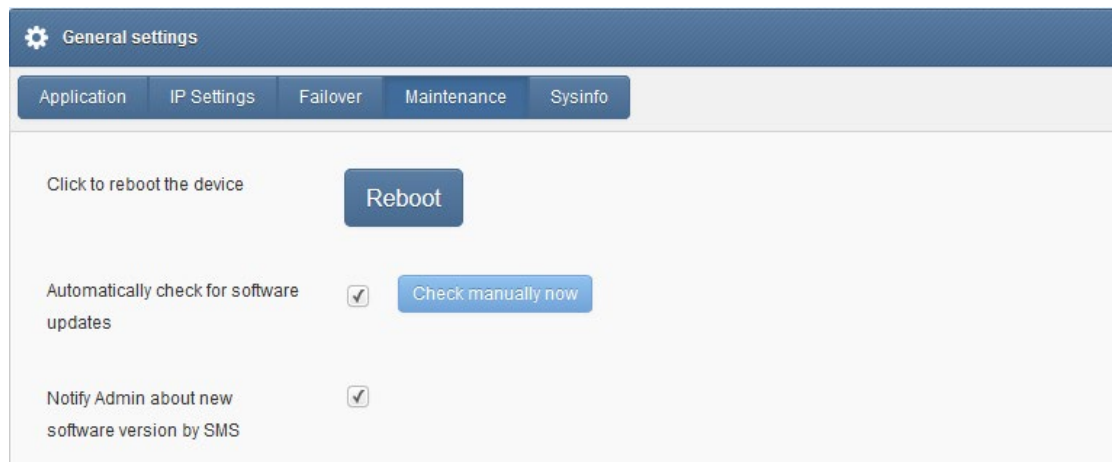 General settings
Application IP Settings Failover Maintenance Sysinfo
Click to reboot the device Reboot
Automatically check for software Check manually now
updates
Notify Admin about new
software version by SMS